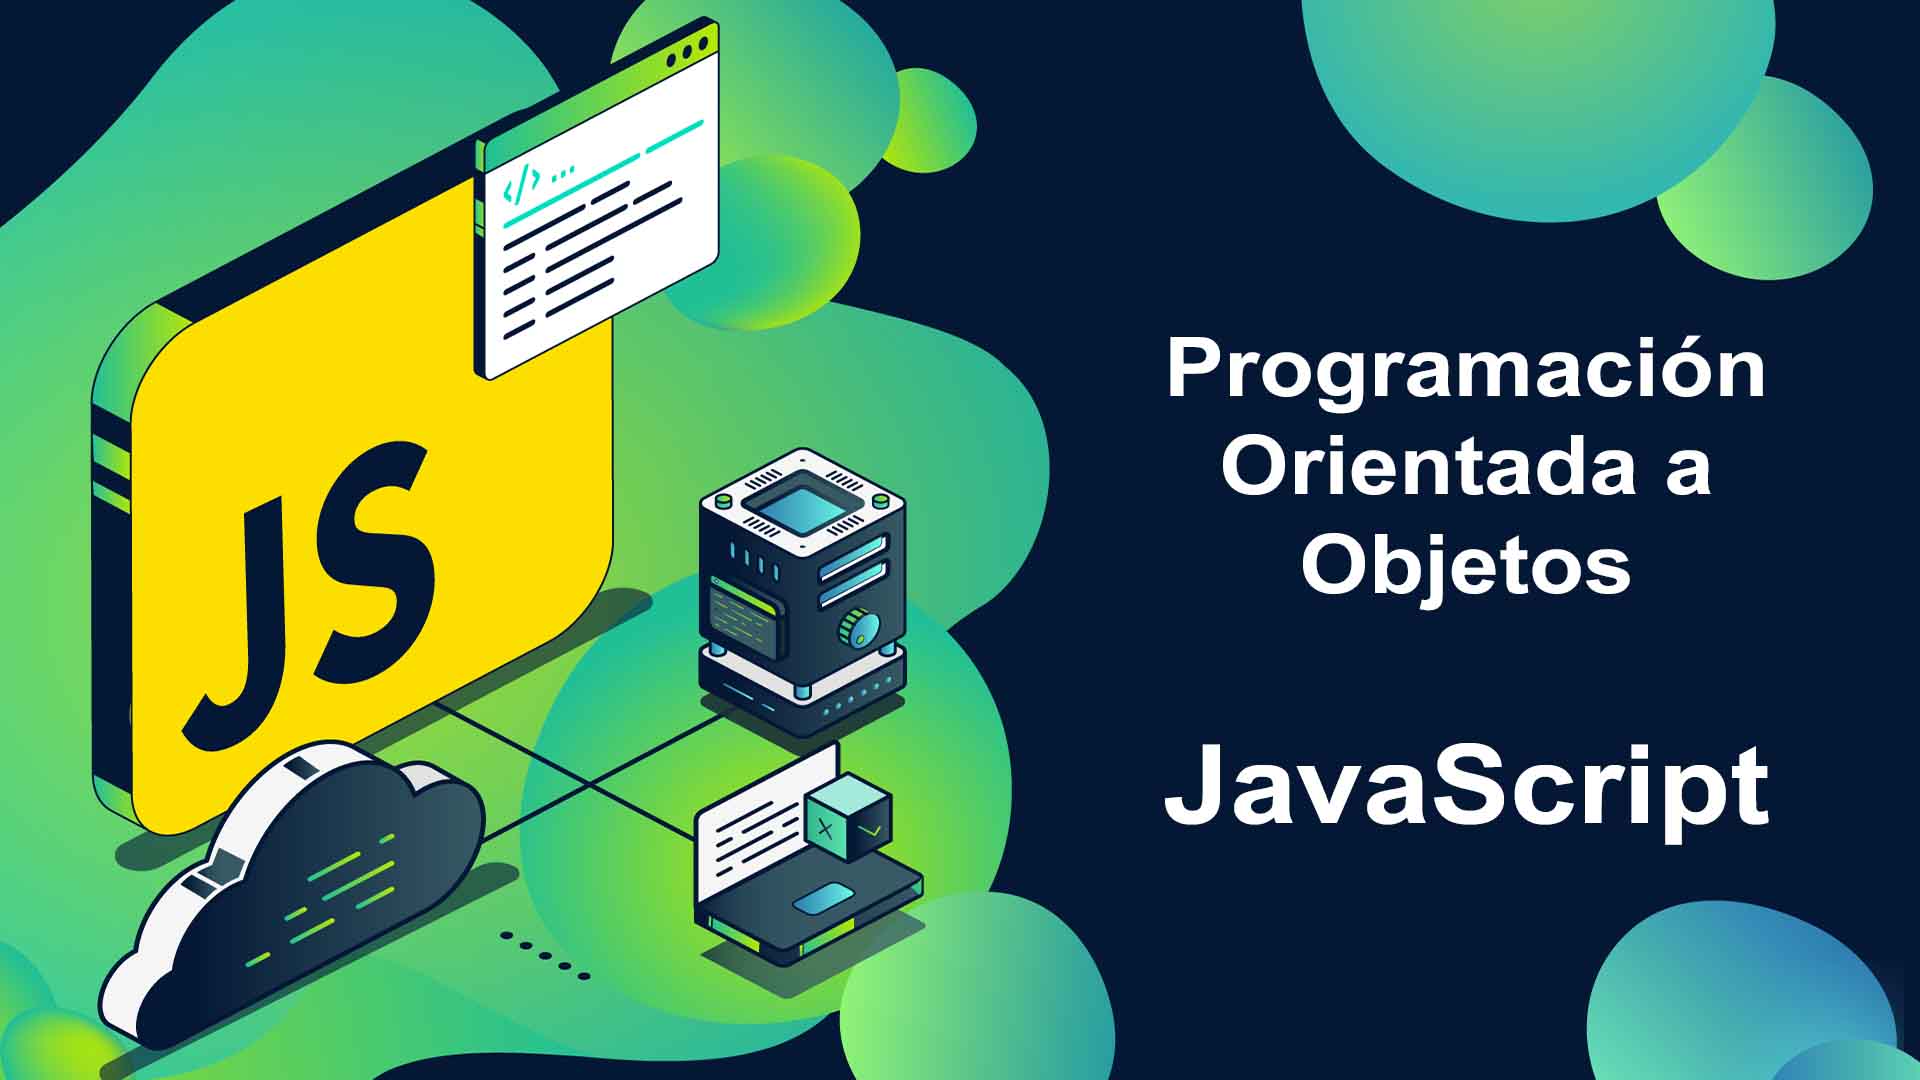 </> ...
JS
Programación
Orientada a
Objetos
JavaScript